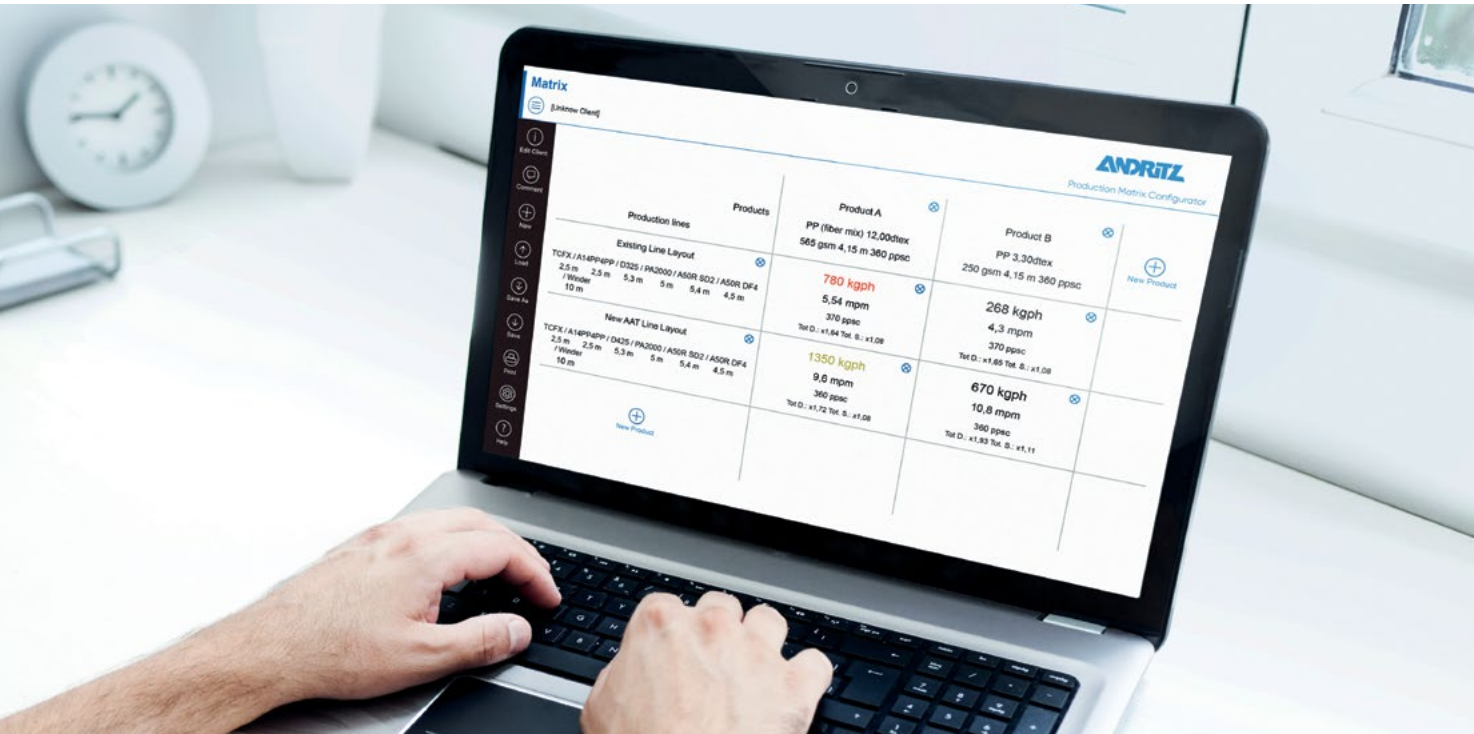 Matrix
[Unknow Client]
ANDRITZ
Production Matrix Configurator
Edit Client
Comment
New
Load
Save As
Save
Print
Settings
Help
Products
Production lines
Product A
PP (fiber mix) 12,00dtex
565 gsm 4,15 m 360 ppsc
Product B
PP 3,30dtex
250 gsm 4,15 m 360 ppsc
New Product
Existing Line Layout
TCFX / A14PP4PP / D325 / PA2000 / A50R SD2 / A50R DF4
2,5 m 2,5 m 5,3 m 5 m 5,4 m 4,5 m
/ Winder
10 m
780 kgph
5,54 mpm
370 ppsc
Tot D.: x1,64 Tot. S.: x1,08
268 kgph
4,3 mpm
370 ppsc
Tot D.: x1,65 Tot. S.: x1,08
New AAT Line Layout
TCFX / A14PP4PP / D425 / PA2000 / A50R SD2 / A50R DF4
2,5 m 2,5 m 5,3 m 5 m 5,4 m 4,5 m
/ Winder
10 m
1350 kgph
9,6 mpm
360 ppsc
Tot D.: x1,72 Tot. S.: x1,08
670 kgph
10,8 mpm
360 ppsc
Tot D.: x1,93 Tot. S.: x1,11
New Product